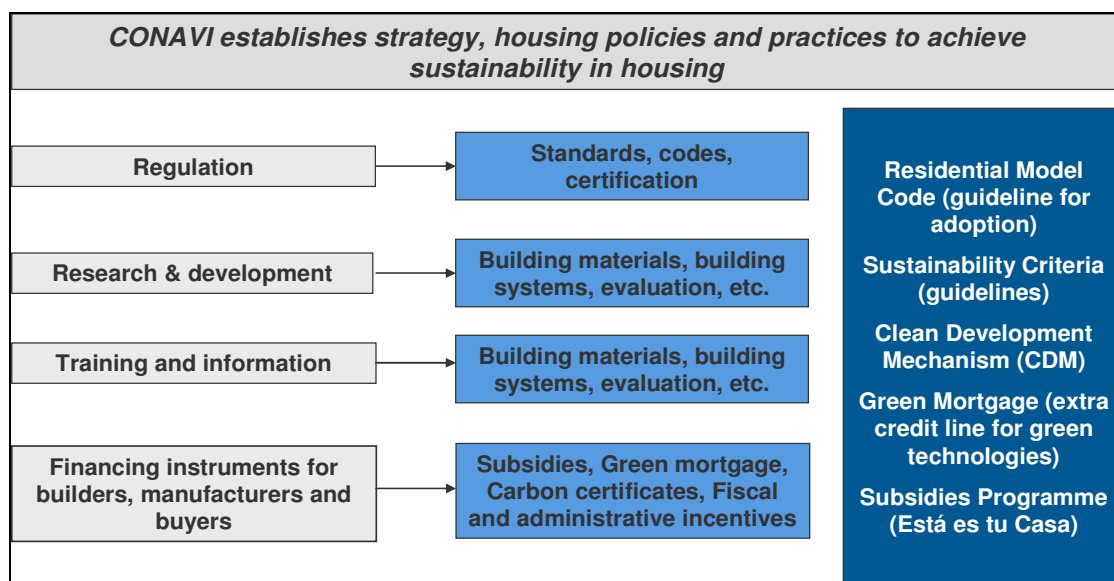 CONAVI establishes strategy, housing policies and practices to achieve
sustainability in housing
Regulation
Standards, codes,
certification
Research & development
Building materials, building
systems, evaluation, etc.
Training and information
Building materials, building
systems, evaluation, etc.
Financing instruments for
builders, manufacturers and
buyers
Subsidies, Green mortgage,
Carbon certificates, Fiscal
and administrative incentives
Residential Model
Code (guideline for
adoption)
Sustainability Criteria
(guidelines)
Clean Development
Mechanism (CDM)
Green Mortgage (extra
credit line for green
technologies)
Subsidies Programme
(Está es tu Casa)